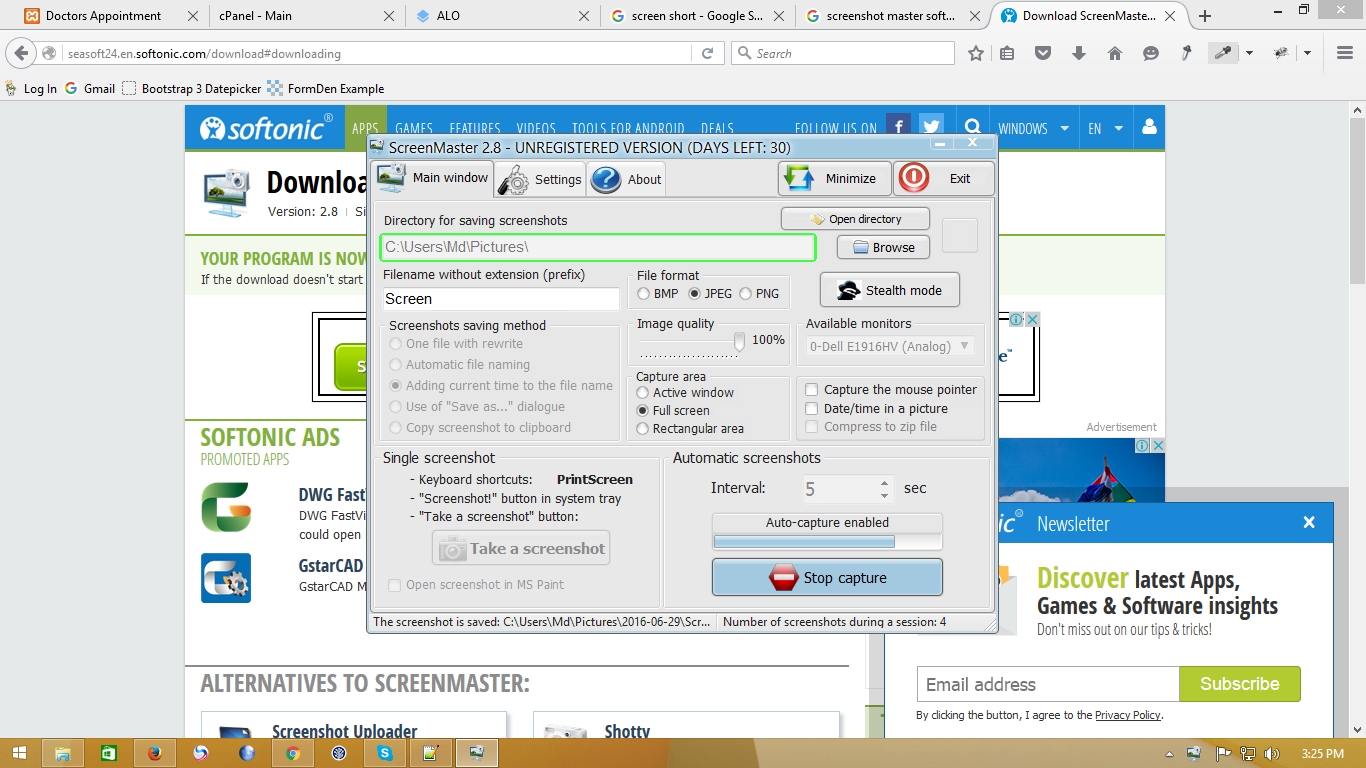 Doctors Appointment
cPanel - Main
ALO
screen short - Google S...
screenshot master soft...
Download ScreenMaste...
seasoft24.en.softonic.com/download#downloading
Search
Log In
Gmail
Bootstrap 3 Datepicker
FormDen Example
softonic®
APPS
GAMES
FEATURES
VIDEOS
TOOLS FOR ANDROID
DEALS
FOLLOW US ON
WINDOWS
EN
Downloa
Version: 2.8
YOUR PROGRAM IS NOW
If the download doesn't start
ScreenMaster 2.8 - UNREGISTERED VERSION (DAYS LEFT: 30)
Main window
Settings
About
Minimize
Exit
Directory for saving screenshots
Open directory
C:\Users\Md\Pictures\
Browse
Filename without extension (prefix)
Screen
File format
BMP
JPEG
PNG
Stealth mode
Screenshots saving method
One file with rewrite
Automatic file naming
Adding current time to the file name
Use of "Save as..." dialogue
Copy screenshot to clipboard
Image quality
100%
Available monitors
0-Dell E1916HV (Analog)
Capture area
Active window
Full screen
Rectangular area
Capture the mouse pointer
Date/time in a picture
Compress to zip file
Single screenshot
- Keyboard shortcuts: PrintScreen
- "Screenshot!" button in system tray
- "Take a screenshot" button:
Take a screenshot
Open screenshot in MS Paint
Automatic screenshots
Interval: 5 sec
Auto-capture enabled
Stop capture
The screenshot is saved: C:\Users\Md\Pictures\2016-06-29\Scr...
Number of screenshots during a session: 4
Advertisement
SOFTONIC ADS
PROMOTED APPS
DWG Fast
DWG FastVi
could open
GstarCAD
GstarCAD M
ALTERNATIVES TO SCREENMASTER:
Screenshot Uploader
Shotty
Newsletter
Discover latest Apps,
Games & Software insights
Don't miss out on our tips & tricks!
Email address
Subscribe
By clicking the button, I agree to the Privacy Policy.
3:25 PM